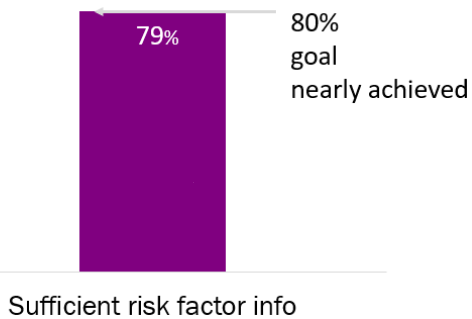 79%
80%
goal
nearly achieved
Sufficient risk factor info